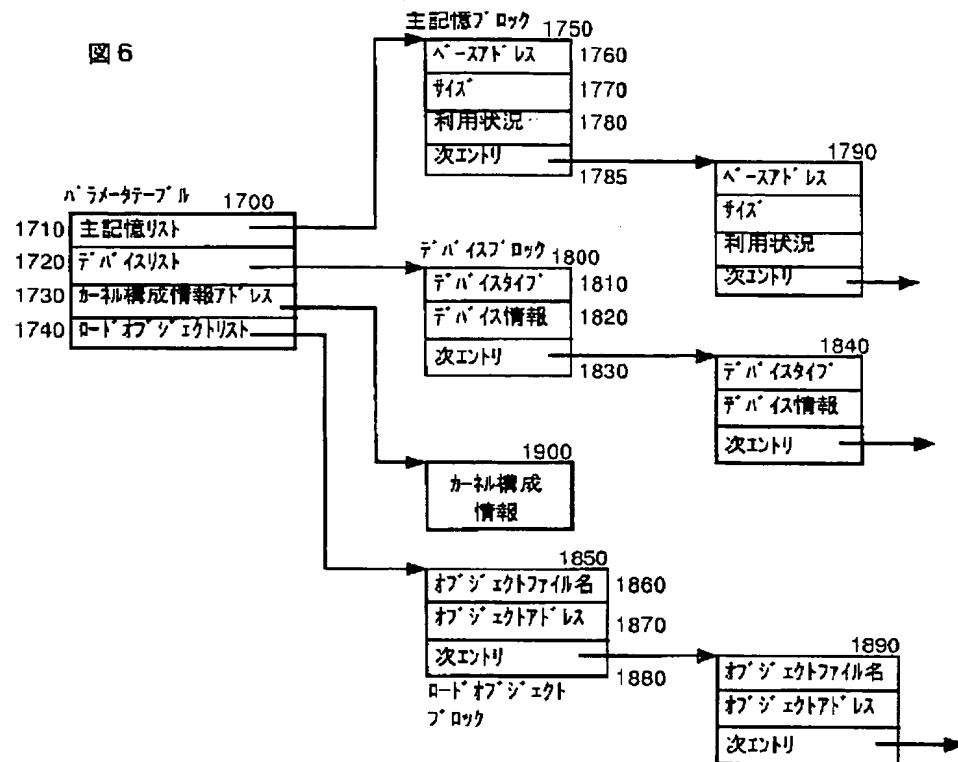 図6
主記憶ブロック 1750
ベースアドレス 1760
サイズ 1770
利用状況 1780
次エントリ 1785
1790
ベースアドレス
サイズ
利用状況
次エントリ
パラメータテーブル 1700
1710 主記憶リスト
1720 デバイスリスト
1730 カーネル構成情報アドレス
1740 ロードオブジェクトリスト
デバイスブロック 1800
デバイスタイプ 1810
デバイス情報 1820
次エントリ 1830
1840
デバイスタイプ
デバイス情報
次エントリ
1900
カーネル構成
情報
1850
オブジェクトファイル名 1860
オブジェクトアドレス 1870
次エントリ 1880
ロードオブジェクト
ブロック
1890
オブジェクトファイル名
オブジェクトアドレス
次エントリ